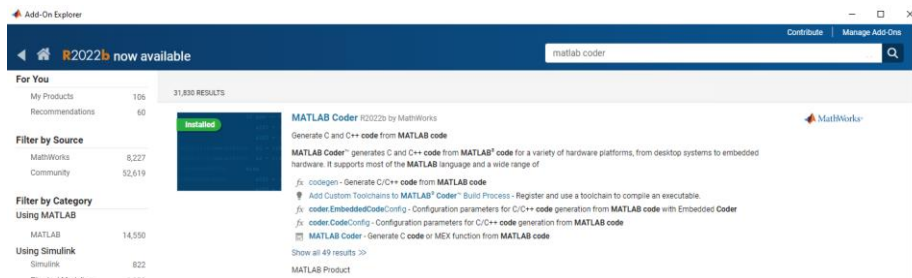 Add-On Explorer
Contribute | Manage Add-Ons
R2022b now available
matlab coder
For You
My Products 106
Recommendations 60
Filter by Source
MathWorks 8,227
Community 52,619
Filter by Category
Using MATLAB
MATLAB 14,550
Using Simulink
Simulink 822
31,830 RESULTS
Installed
MATLAB Coder R2022b by MathWorks
MathWorks®
Generate C and C++ code from MATLAB code
MATLAB Coder™ generates C and C++ code from MATLAB® code for a variety of hardware platforms, from desktop systems to embedded
hardware. It supports most of the MATLAB language and a wide range of
fx codegen - Generate C/C++ code from MATLAB code
Add Custom Toolchains to MATLAB® Coder™ Build Process - Register and use a toolchain to compile an executable.
fx coder.EmbeddedCodeConfig - Configuration parameters for C/C++ code generation from MATLAB code with Embedded Coder
fx coder.CodeConfig - Configuration parameters for C/C++ code generation from MATLAB code
MATLAB Coder - Generate C code or MEX function from MATLAB code
Show all 49 results >>
MATLAB Product